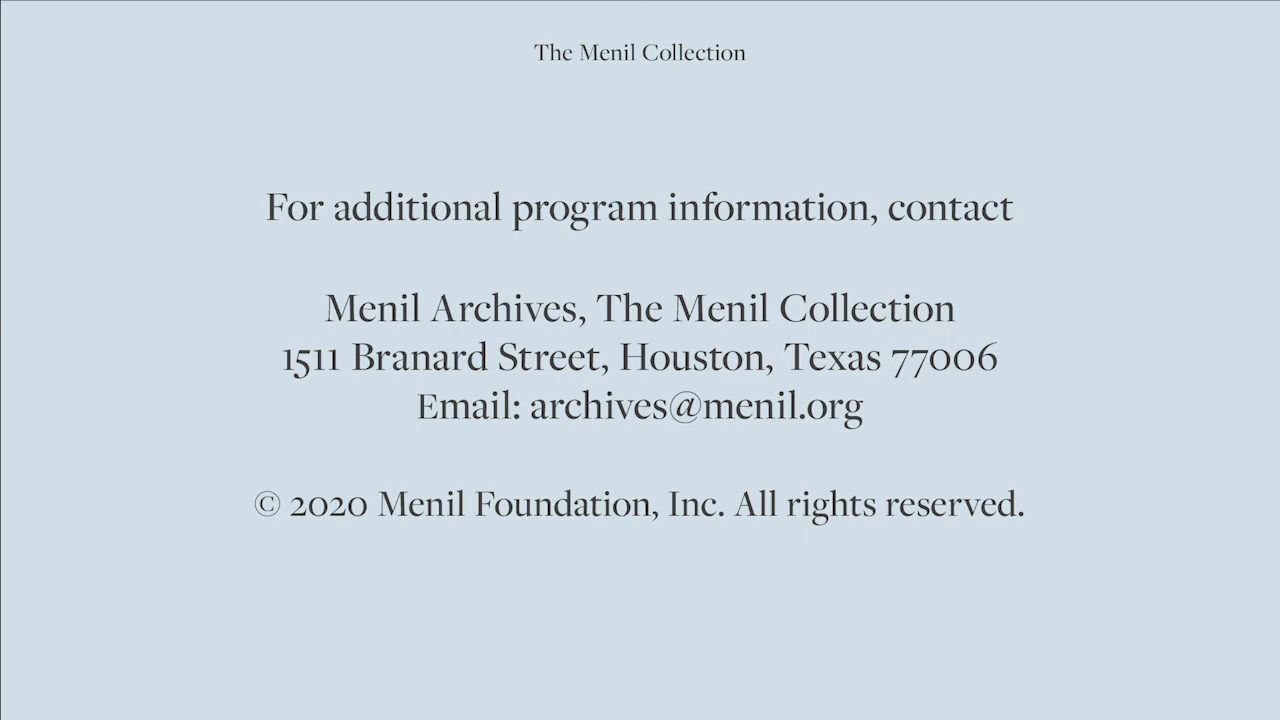 The Menil Collection
For additional program information, contact
Menil Archives, The Menil Collection
1511 Branard Street, Houston, Texas 77006
Email: archives@menil.org
© 2020 Menil Foundation, Inc. All rights reserved.